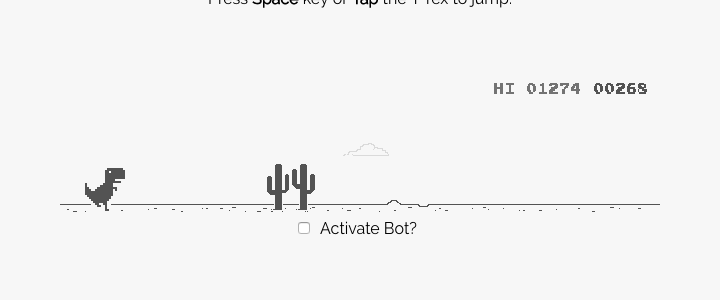 Press Space key or Tap the T-rex to jump.
HI 01274 00268
Activate Bot?